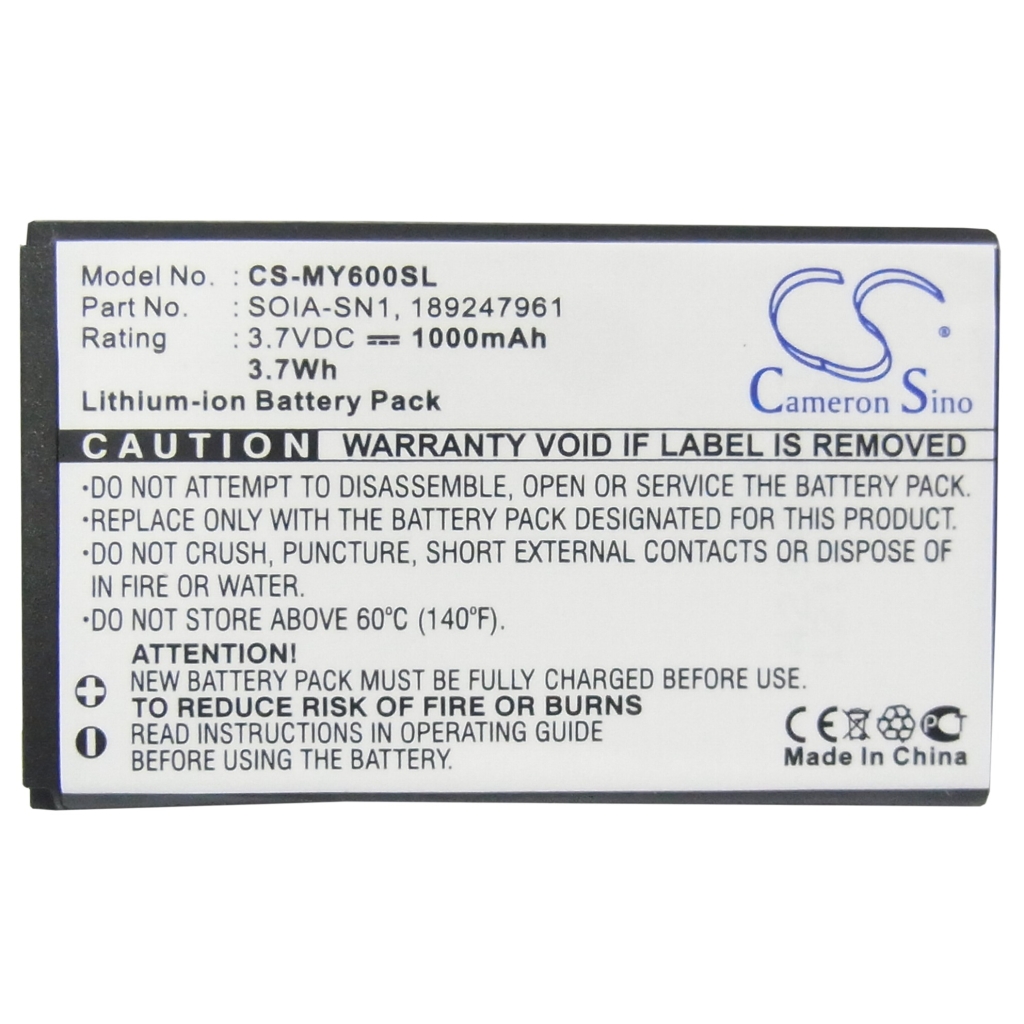 Model No. : CS-MY600SL
Part No. : SOIA-SN1, 189247961
Rating : 3.7VDC ⎓ 1000mAh
3.7Wh
Lithium-ion Battery Pack
CS ®
Cameron Sino
CAUTION WARRANTY VOID IF LABEL IS REMOVED
·DO NOT ATTEMPT TO DISASSEMBLE, OPEN OR SERVICE THE BATTERY PACK.
·REPLACE ONLY WITH THE BATTERY PACK DESIGNATED FOR THIS PRODUCT.
·DO NOT CRUSH, PUNCTURE, SHORT EXTERNAL CONTACTS OR DISPOSE OF
IN FIRE OR WATER.
·DO NOT STORE ABOVE 60°C (140°F).
ATTENTION!
NEW BATTERY PACK MUST BE FULLY CHARGED BEFORE USE.
TO REDUCE RISK OF FIRE OR BURNS
READ INSTRUCTIONS IN OPERATING GUIDE
BEFORE USING THE BATTERY.
CE PCT
Made In China